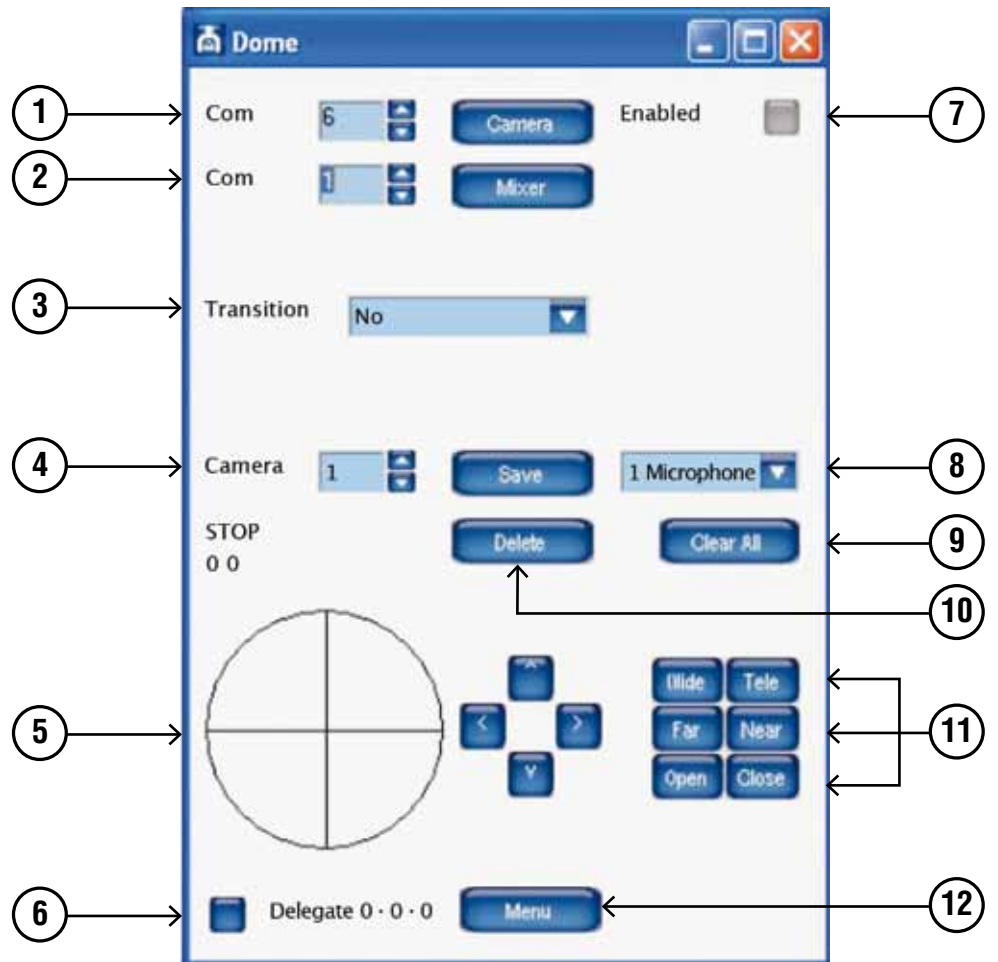 Dome
1 Com 6 Camera Enabled 7
2 Com 1 Mixer
3 Transition No
4 Camera 1 Save 1 Microphone 8
STOP Delete Clear All 9
0 0
10
^
Wide Tele
5 < > Far Near 11
v Open Close
6 Delegate 0 · 0 · 0 Menu 12